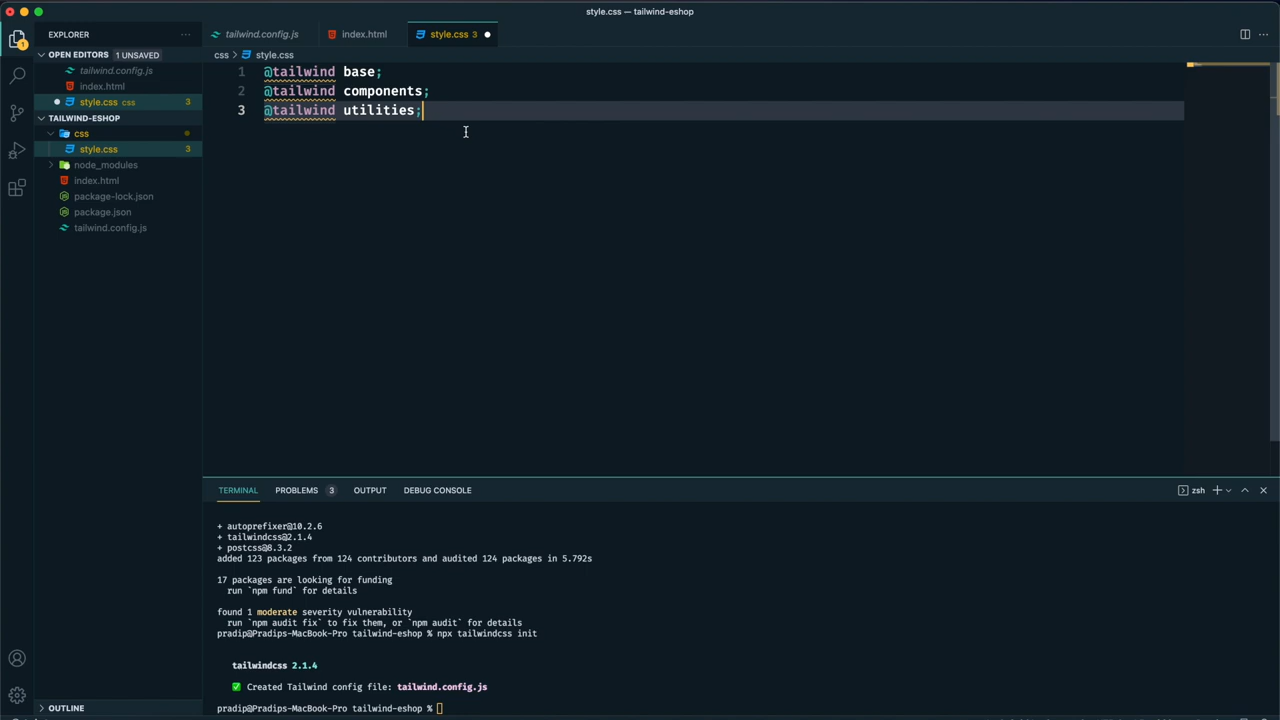 style.css — tailwind-eshop
EXPLORER
tailwind.config.js
index.html
style.css 3
OPEN EDITORS 1 UNSAVED
css
style.css
tailwind.config.js
1 @tailwind base;
index.html
2 @tailwind components;
style.css css 3
3 @tailwind utilities;
TAILWIND-ESHOP
css
style.css 3
node_modules
index.html
package-lock.json
package.json
tailwind.config.js
TERMINAL PROBLEMS 3 OUTPUT DEBUG CONSOLE
zsh
+ autoprefixer@10.2.6
+ tailwindcss@2.1.4
+ postcss@8.3.2
added 123 packages from 124 contributors and audited 124 packages in 5.792s
17 packages are looking for funding
run `npm fund` for details
found 1 moderate severity vulnerability
run `npm audit fix` to fix them, or `npm audit` for details
pradip@Pradips-MacBook-Pro tailwind-eshop % npx tailwindcss init
tailwindcss 2.1.4
✅ Created Tailwind config file: tailwind.config.js
pradip@Pradips-MacBook-Pro tailwind-eshop %
OUTLINE
1